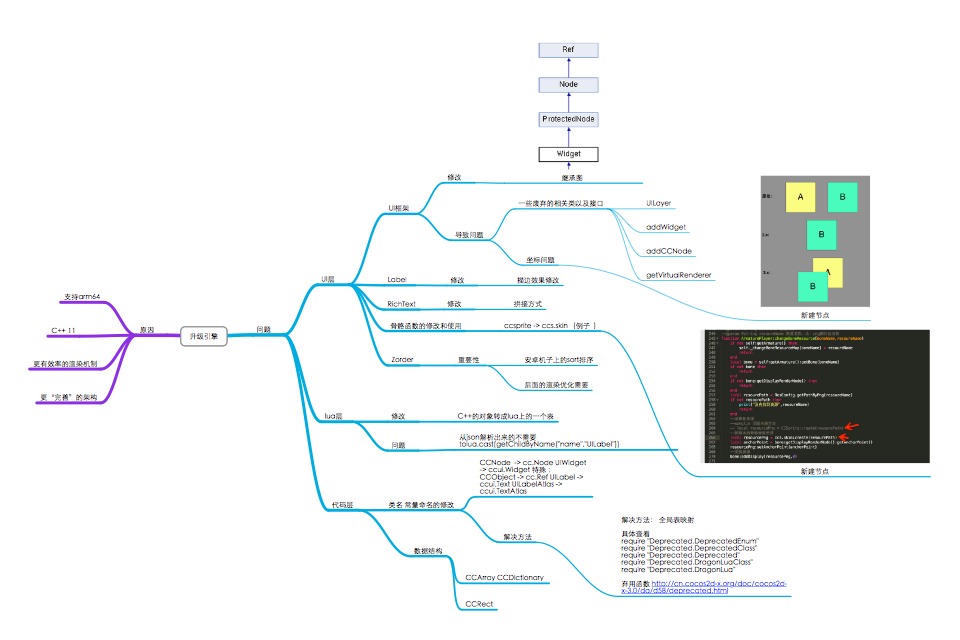 Ref
Node
ProtectedNode
Widget
修改
继承图
UI框架
一些废弃的相关类以及接口
UILayer
addWidget
addCCNode
getVirtualRenderer
导致问题
坐标问题
A
B
B
A
B
新建节点
UI层
Label
修改
描边效果修改
RichText
修改
拼接方式
骨骼函数的修改和使用
ccsprite -> ccs.skin （例子 ）
新建节点
Zorder
重要性
安卓机子上的sort排序
后面的渲染优化需要
支持arm64
C++ 11
更有效率的渲染机制
更“完善”的架构
原因
升级引擎
问题
lua层
修改
C++的对象转成lua上的一个表
问题
从json解析出来的不需要
tolua.cast(getChildByName("name","UILabel"))
代码层
类名 常量命名的修改
CCNode -> cc.Node UIWidget
-> ccui.Widget 特殊：
CCObject -> cc.Ref UILabel ->
ccui.Text UILabelAtlas ->
ccui.TextAtlas
解决方法
解决方法： 全局表映射
具体查看
require "Deprecated.DeprecatedEnum"
require "Deprecated.DeprecatedClass"
require "Deprecated.Deprecated"
require "Deprecated.DragonLuaClass"
require "Deprecated.DragonLua"
弃用函数 http://cn.cocos2d-x.org/doc/cocos2d-
x-3.0/da/d58/deprecated.html
数据结构
CCArray CCDictionary
CCRect